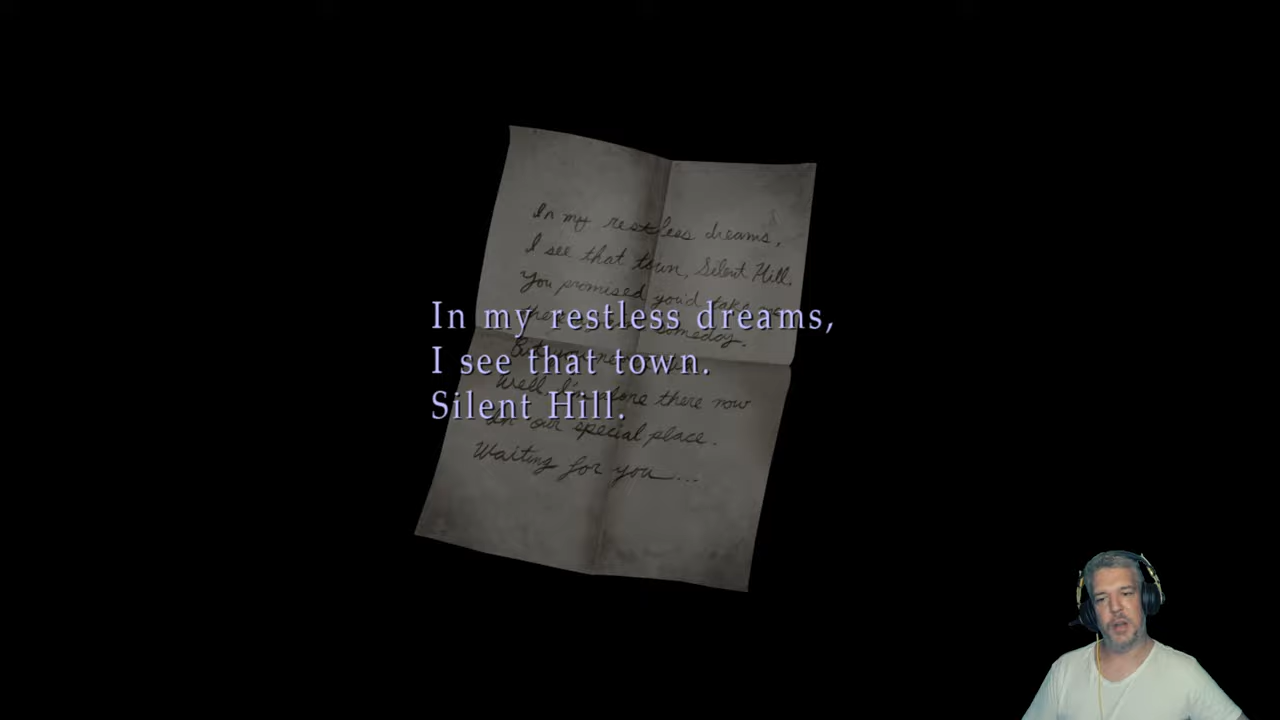 In my restless dreams,
I see that town, Silent Hill.
You promised you'd take me
someday.
Well, I'm alone there now
In our special place.
Waiting for you...
In my restless dreams,
I see that town.
Silent Hill.